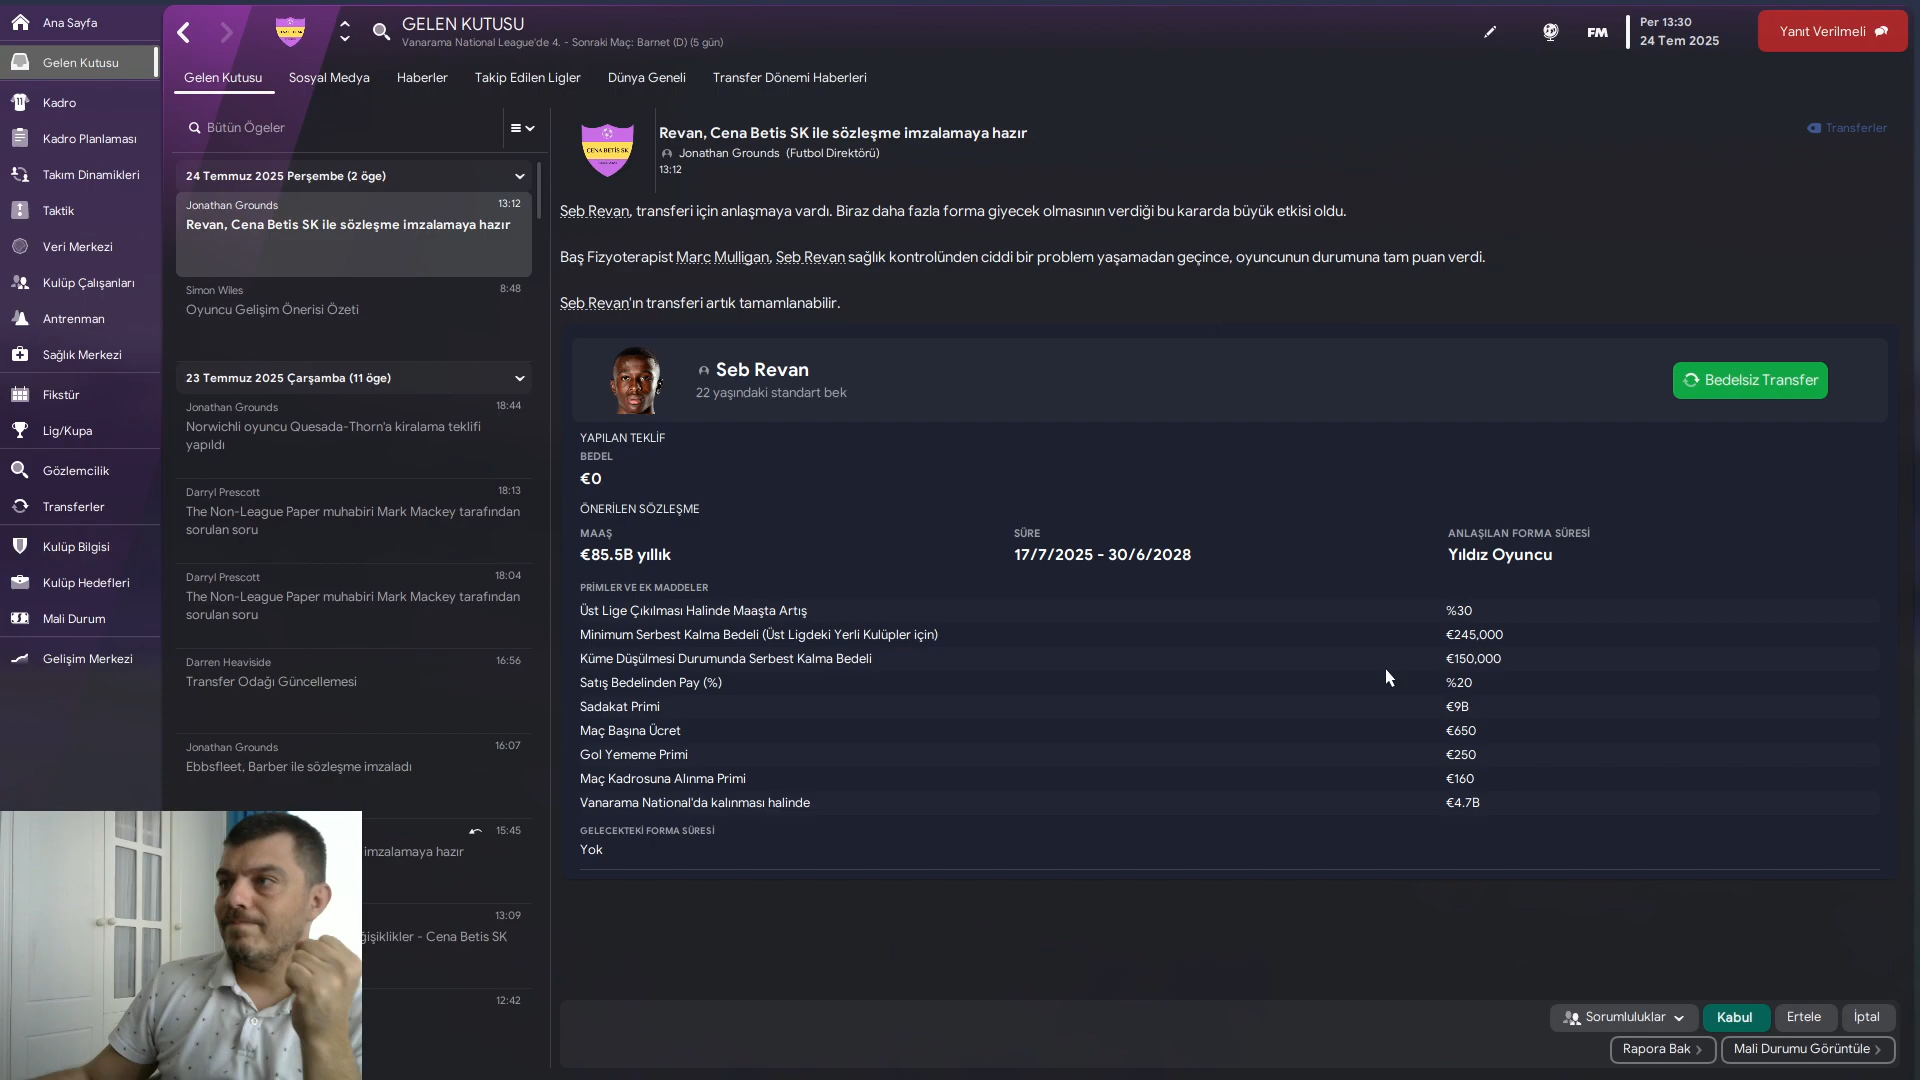 Ana Sayfa
Gelen Kutusu
Kadro
Kadro Planlaması
Takım Dinamikleri
Taktik
Veri Merkezi
Kulüp Çalışanları
Antrenman
Sağlık Merkezi
Fikstür
Lig/Kupa
Gözlemcilik
Transferler
Kulüp Bilgisi
Kulüp Hedefleri
Mali Durum
Gelişim Merkezi
GELEN KUTUSU
Vanarama National League'de 4. - Sonraki Maç: Barnet (D) (5 gün)
FM
Per 13:30
24 Tem 2025
Yanıt Verilmeli
Gelen Kutusu
Sosyal Medya
Haberler
Takip Edilen Ligler
Dünya Geneli
Transfer Dönemi Haberleri
Bütün Ögeler
24 Temmuz 2025 Perşembe (2 öge)
Jonathan Grounds 13:12
Revan, Cena Betis SK ile sözleşme imzalamaya hazır
Simon Wiles 8:48
Oyuncu Gelişim Önerisi Özeti
23 Temmuz 2025 Çarşamba (11 öge)
Jonathan Grounds 18:44
Norwichli oyuncu Quesada-Thorn'a kiralama teklifi
yapıldı
Darryl Prescott 18:13
The Non-League Paper muhabiri Mark Mackey tarafından
sorulan soru
Darryl Prescott 18:04
The Non-League Paper muhabiri Mark Mackey tarafından
sorulan soru
Darren Heaviside 16:56
Transfer Odağı Güncellemesi
Jonathan Grounds 16:07
Ebbsfleet, Barber ile sözleşme imzaladı
15:45
imzalamaya hazır
13:09
ğişiklikler - Cena Betis SK
12:42
CENA BETİS SK
Revan, Cena Betis SK ile sözleşme imzalamaya hazır
Jonathan Grounds (Futbol Direktörü)
13:12
Transferler
Seb Revan, transferi için anlaşmaya vardı. Biraz daha fazla forma giyecek olmasının verdiği bu kararda büyük etkisi oldu.
Baş Fizyoterapist Marc Mulligan, Seb Revan sağlık kontrolünden ciddi bir problem yaşamadan geçince, oyuncunun durumuna tam puan verdi.
Seb Revan'ın transferi artık tamamlanabilir.
Seb Revan
22 yaşındaki standart bek
Bedelsiz Transfer
YAPILAN TEKLİF
BEDEL
€0
ÖNERİLEN SÖZLEŞME
MAAŞ SÜRE ANLAŞILAN FORMA SÜRESİ
€85.5B yıllık 17/7/2025 - 30/6/2028 Yıldız Oyuncu
PRİMLER VE EK MADDELER
Üst Lige Çıkılması Halinde Maaşta Artış %30
Minimum Serbest Kalma Bedeli (Üst Ligdeki Yerli Kulüpler için) €245,000
Küme Düşülmesi Durumunda Serbest Kalma Bedeli €150,000
Satış Bedelinden Pay (%) %20
Sadakat Primi €9B
Maç Başına Ücret €650
Gol Yememe Primi €250
Maç Kadrosuna Alınma Primi €160
Vanarama National'da kalınması halinde €4.7B
GELECEKTEKİ FORMA SÜRESİ
Yok
Sorumluluklar
Kabul
Ertele
İptal
Rapora Bak
Mali Durumu Görüntüle